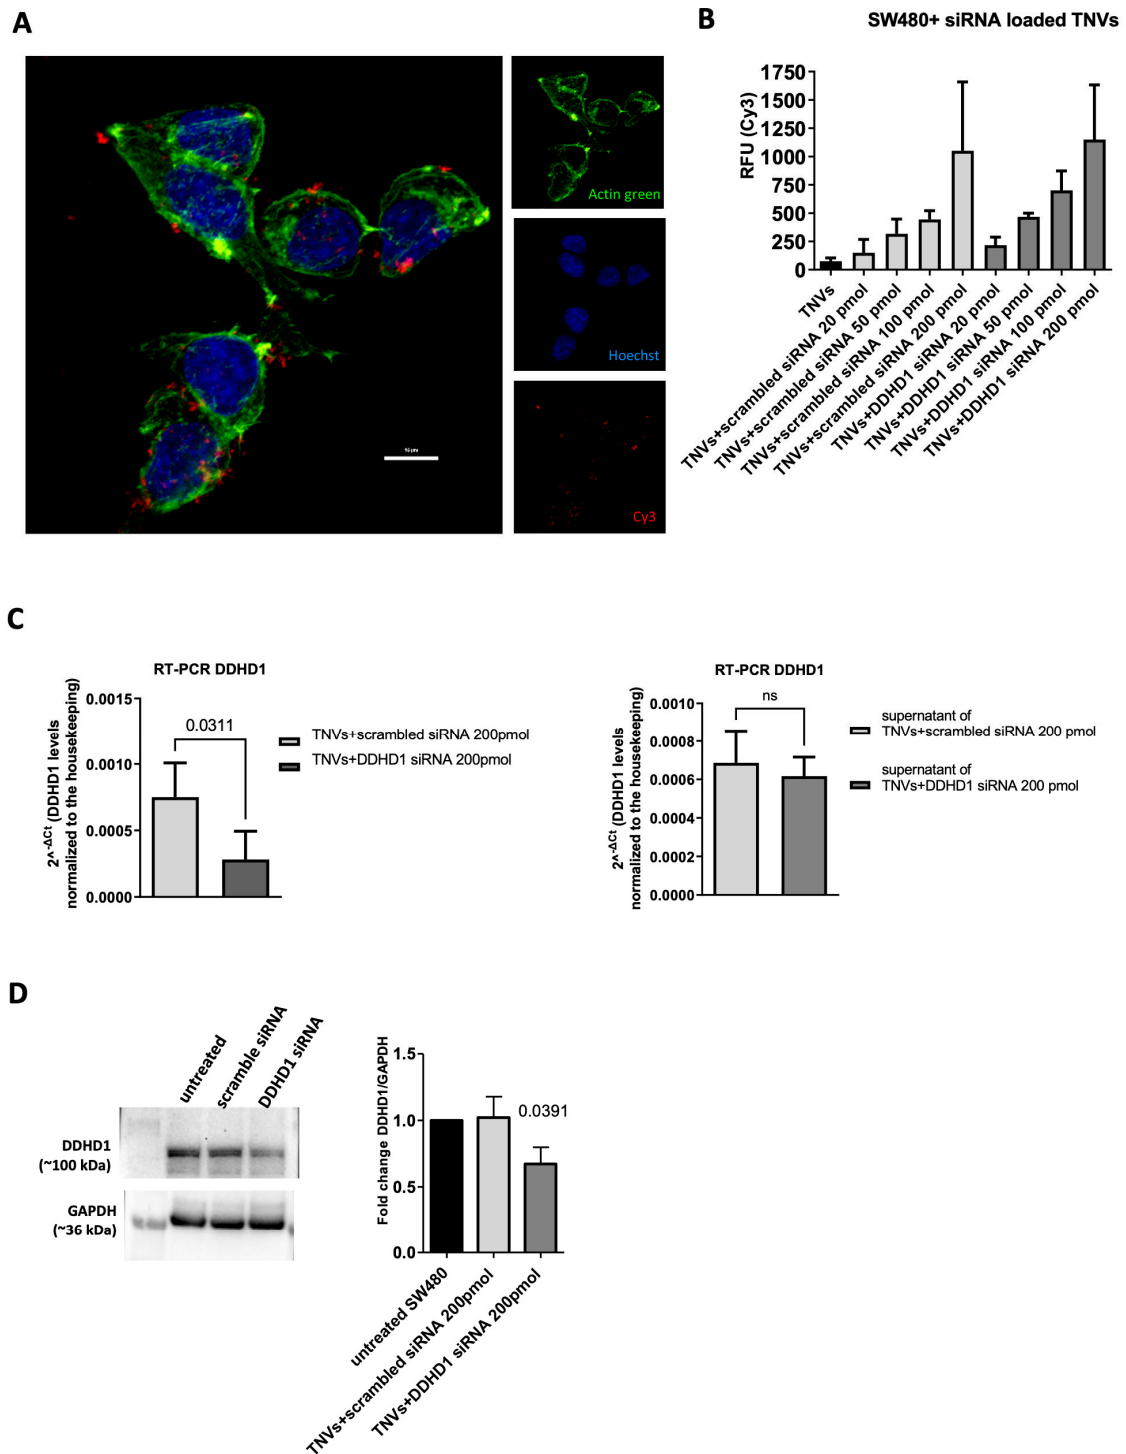 A
Actin green
Hoechst
Cy3
B
SW480+ siRNA loaded TNVs
RFU (Cy3)
1750
1500
1250
1000
750
500
250
0
TNVs
TNVs+scrambled siRNA 20 pmol
TNVs+scrambled siRNA 50 pmol
TNVs+scrambled siRNA 100 pmol
TNVs+scrambled siRNA 200 pmol
TNVs+DDHD1 siRNA 20 pmol
TNVs+DDHD1 siRNA 50 pmol
TNVs+DDHD1 siRNA 100 pmol
TNVs+DDHD1 siRNA 200 pmol
C
RT-PCR DDHD1
2^-ΔCt (DDHD1 levels
normalized to the housekeeping)
0.0015
0.0010
0.0005
0.0000
0.0311
TNVs+scrambled siRNA 200pmol
TNVs+DDHD1 siRNA 200pmol
RT-PCR DDHD1
2^-ΔCt (DDHD1 levels
normalized to the housekeeping)
0.0010
0.0008
0.0006
0.0004
0.0002
0.0000
ns
supernatant of
TNVs+scrambled siRNA 200 pmol
supernatant of
TNVs+DDHD1 siRNA 200 pmol
D
untreated
scramble siRNA
DDHD1 siRNA
DDHD1
(~100 kDa)
GAPDH
(~36 kDa)
Fold change DDHD1/GAPDH
1.5
1.0
0.5
0.0
0.0391
untreated SW480
TNVs+scrambled siRNA 200pmol
TNVs+DDHD1 siRNA 200pmol